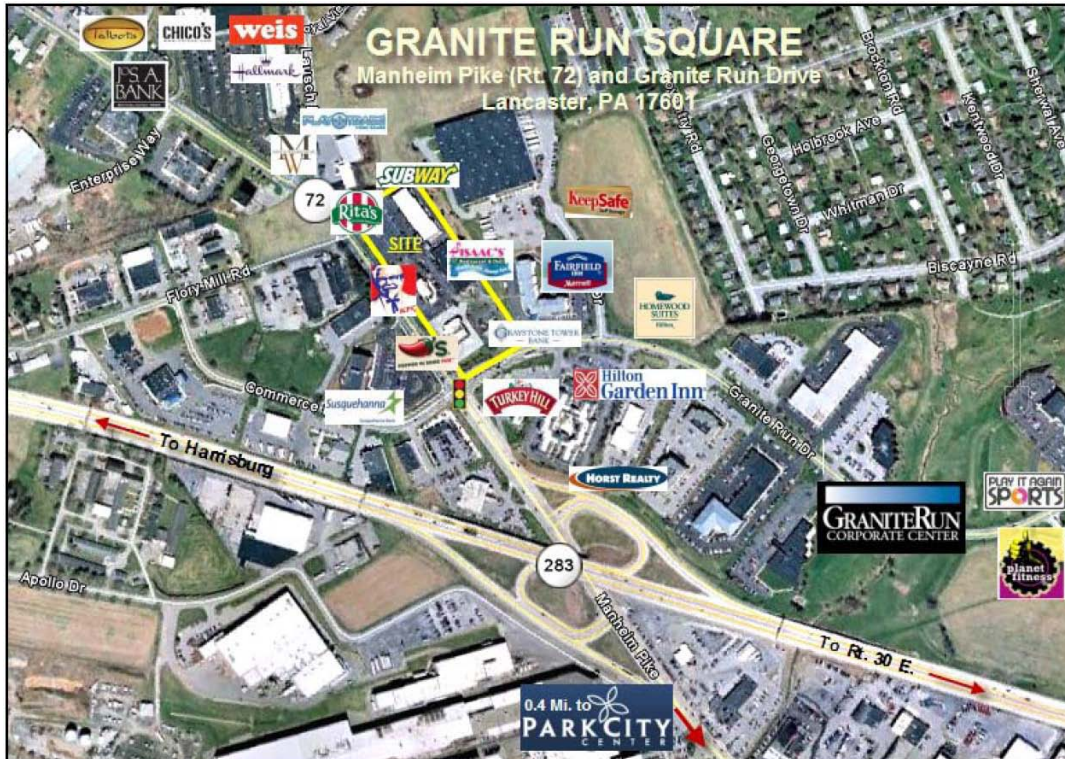 GRANITE RUN SQUARE
Manheim Pike (Rt. 72) and Granite Run Drive
Lancaster, PA 17601
Talbots
CHICO'S
weis
Hallmark
JOS. A.
BANK
MW
Enterprise Way
72
SUBWAY
Rita's
SITE
KeepSafe
ISAAC'S
FAIRFIELD
INN
Marriott
HOMEWOOD
SUITES
Hilton
KFC
GRAYSTONE TOWER
BANK
'S
Susquehanna
TURKEY HILL
Hilton
Garden Inn
Brockton Rd
Sherwal Ave
Kentwood Dr
Holbrook Ave
Georgetown Dr
Whitman Dr
Biscayne Rd
Flory Mill Rd
Commerce
Granite Run Dr
To Harrisburg
HORST REALTY
GRANITE RUN
CORPORATE CENTER
PLAY IT AGAIN
SPORTS
planet
fitness
283
Apollo Dr
Manheim Pike
To Rt. 30 E.
0.4 Mi. to
PARK CITY
CENTER